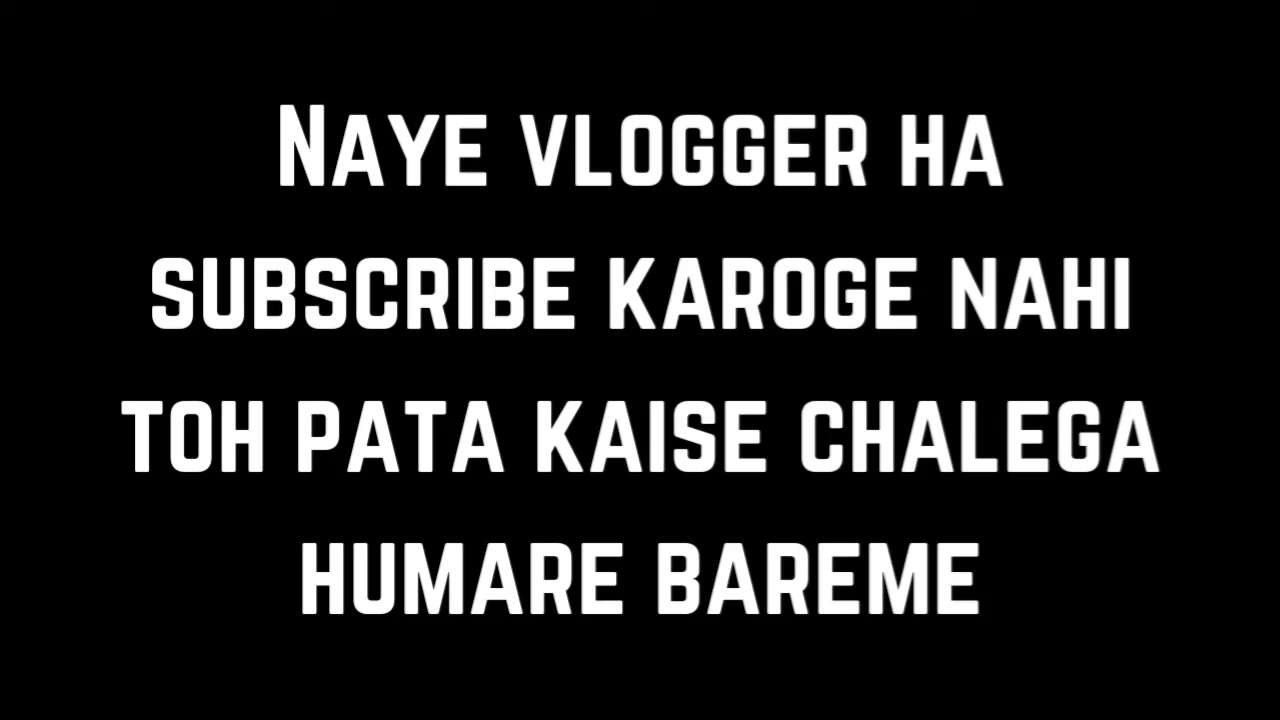 Naye vlogger ha
subscribe karoge nahi
toh pata kaise chalega
humare bareme